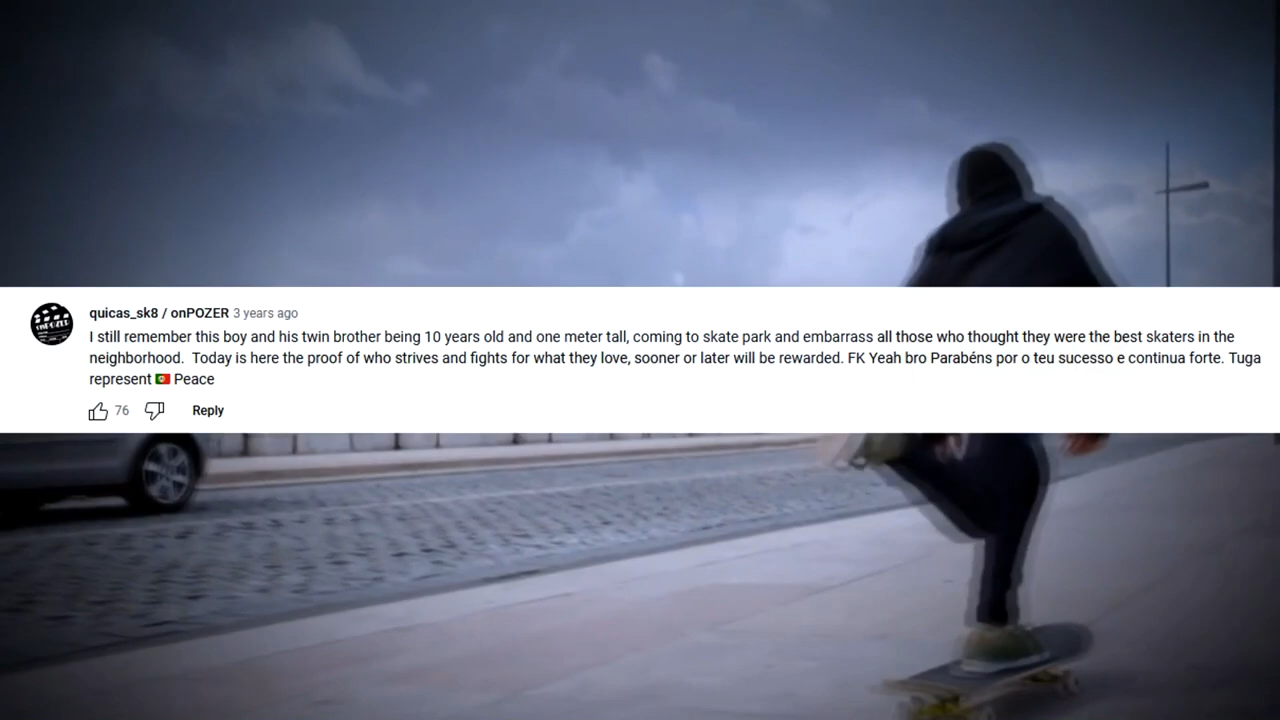 quicas_sk8 / onPOZER 3 years ago
I still remember this boy and his twin brother being 10 years old and one meter tall, coming to skate park and embarrass all those who thought they were the best skaters in the
neighborhood.  Today is here the proof of who strives and fights for what they love, sooner or later will be rewarded. FK Yeah bro Parabéns por o teu sucesso e continua forte. Tuga
represent 🇵🇹 Peace
76 Reply